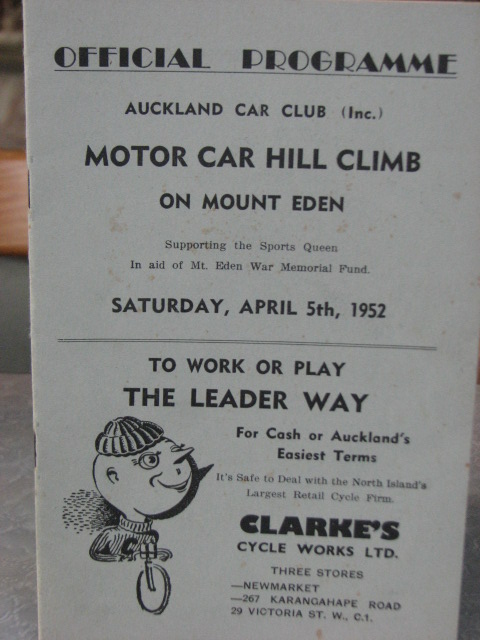 OFFICIAL PROGRAMME
AUCKLAND CAR CLUB (Inc.)
MOTOR CAR HILL CLIMB
ON MOUNT EDEN
Supporting the Sports Queen
In aid of Mt. Eden War Memorial Fund.
SATURDAY, APRIL 5th, 1952
TO WORK OR PLAY
THE LEADER WAY
For Cash or Auckland's
Easiest Terms
It's Safe to Deal with the North Island's
Largest Retail Cycle Firm.
CLARKE'S
CYCLE WORKS LTD.
THREE STORES
—NEWMARKET
—267 KARANGAHAPE ROAD
29 VICTORIA ST. W., C.1.